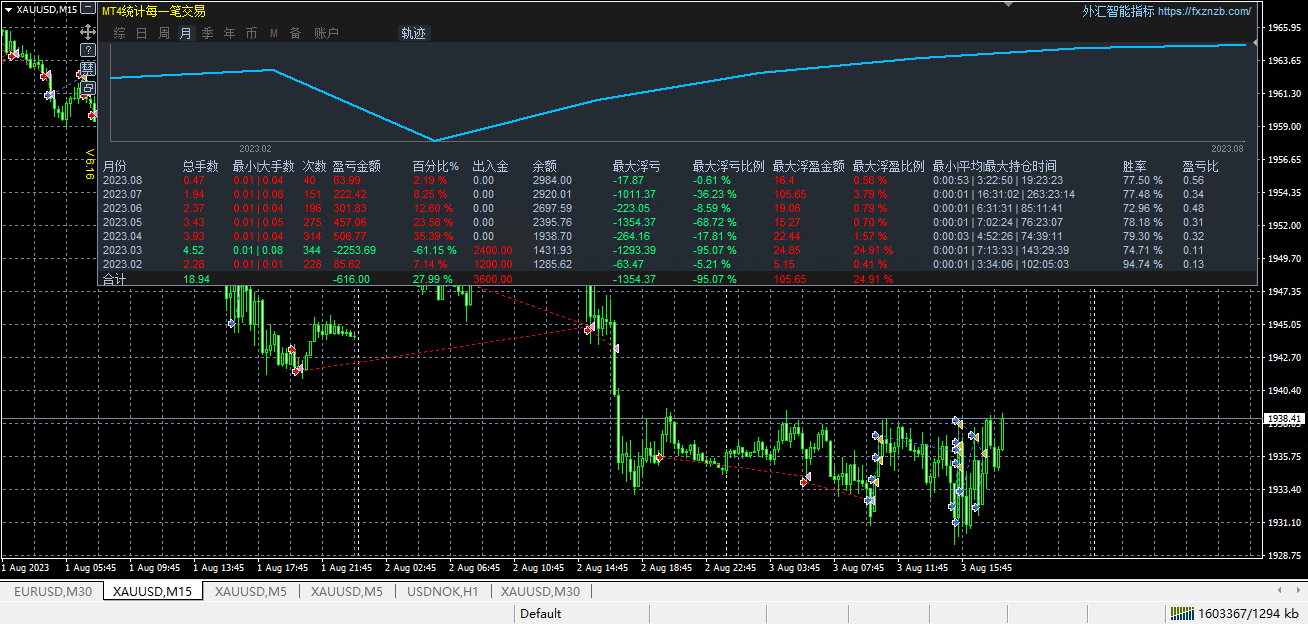 XAUUSD,M15
MT4统计每一笔交易
外汇智能指标 https://fxznzb.com/
综 日 周 月 季 年 币 M 备 账户 轨迹
?
禁
V6.16
2023.02
2023.08
月份 总手数 最小|大手数 次数 盈亏金额 百分比% 出入金 余额 最大浮亏 最大浮亏比例 最大浮盈金额 最大浮盈比例 最小|平均|最大持仓时间 胜率 盈亏比
2023.08 0.47 0.01 | 0.04 40 63.99 2.19 % 0.00 2984.00 -17.87 -0.61 % 16.4 0.56 % 0:00:53 | 3:22:50 | 19:23:23 77.50 % 0.56
2023.07 1.94 0.01 | 0.08 151 222.42 8.25 % 0.00 2920.01 -1011.37 -36.23 % 105.65 3.79 % 0:00:01 | 16:31:02 | 263:23:14 77.48 % 0.34
2023.06 2.37 0.01 | 0.04 196 301.83 12.60 % 0.00 2697.59 -223.05 -8.59 % 19.06 0.79 % 0:00:01 | 6:31:31 | 85:11:41 72.96 % 0.48
2023.05 3.43 0.01 | 0.05 275 457.06 23.58 % 0.00 2395.76 -1354.37 -68.72 % 15.27 0.78 % 0:00:01 | 7:02:24 | 76:23:07 78.18 % 0.31
2023.04 3.93 0.01 | 0.04 314 506.77 35.39 % 0.00 1938.70 -264.16 -17.81 % 22.44 1.57 % 0:00:03 | 4:52:26 | 74:39:11 79.30 % 0.32
2023.03 4.52 0.01 | 0.08 344 -2253.69 -61.15 % 2400.00 1431.93 -1293.39 -95.07 % 24.85 24.91 % 0:00:01 | 7:13:33 | 143:29:39 74.71 % 0.11
2023.02 2.28 0.01 | 0.01 228 85.62 7.14 % 1200.00 1285.62 -63.47 -5.21 % 5.15 0.41 % 0:00:01 | 3:34:06 | 102:05:03 94.74 % 0.13
合计 18.94 -616.00 27.99 % 3600.00 -1354.37 -95.07 % 105.65 24.91 %
1965.95
1963.65
1961.30
1959.00
1956.65
1954.35
1952.00
1949.70
1947.35
1945.05
1942.70
1940.40
1938.41
1935.75
1933.40
1931.10
1928.75
1 Aug 2023 1 Aug 05:45 1 Aug 09:45 1 Aug 13:45 1 Aug 17:45 1 Aug 21:45 2 Aug 02:45 2 Aug 06:45 2 Aug 10:45 2 Aug 14:45 2 Aug 18:45 2 Aug 22:45 3 Aug 03:45 3 Aug 07:45 3 Aug 11:45 3 Aug 15:45
EURUSD,M30 XAUUSD,M15 XAUUSD,M5 XAUUSD,M5 USDNOK,H1 XAUUSD,M30
Default 1603367/1294 kb